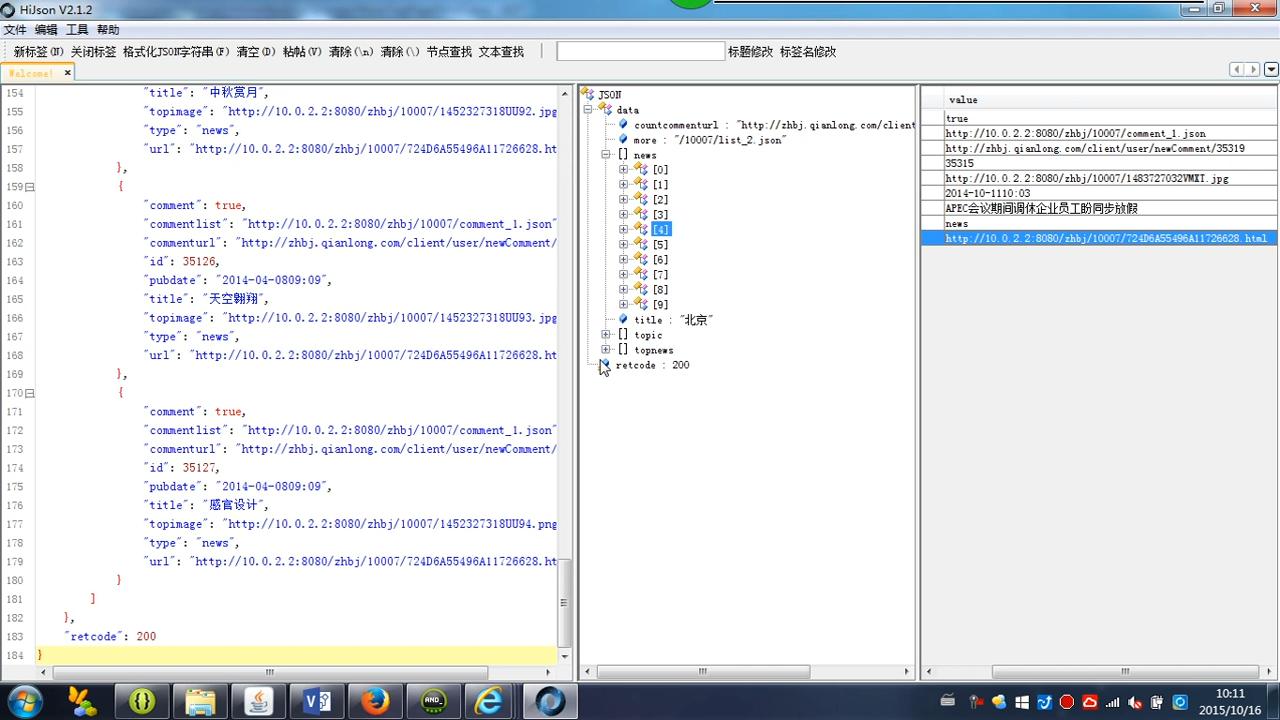 HiJson V2.1.2
文件 编辑 工具 帮助
新标签(N) 关闭标签 格式化JSON字符串(F) 清空(D) 粘帖(V) 清除(\n) 清除(\) 节点查找 文本查找 标题修改 标签名修改
Welcome!
154 "title": "中秋赏月",
155 "topimage": "http://10.0.2.2:8080/zhbj/10007/1452327318UU92.jpg
156 "type": "news",
157 "url": "http://10.0.2.2:8080/zhbj/10007/724D6A55496A11726628.ht
158 },
159 {
160 "comment": true,
161 "commentlist": "http://10.0.2.2:8080/zhbj/10007/comment_1.json"
162 "commenturl": "http://zhbj.qianlong.com/client/user/newComment/
163 "id": 35126,
164 "pubdate": "2014-04-0809:09",
165 "title": "天空翱翔",
166 "topimage": "http://10.0.2.2:8080/zhbj/10007/1452327318UU93.jpg
167 "type": "news",
168 "url": "http://10.0.2.2:8080/zhbj/10007/724D6A55496A11726628.ht
169 },
170 {
171 "comment": true,
172 "commentlist": "http://10.0.2.2:8080/zhbj/10007/comment_1.json"
173 "commenturl": "http://zhbj.qianlong.com/client/user/newComment/
174 "id": 35127,
175 "pubdate": "2014-04-0809:09",
176 "title": "感官设计",
177 "topimage": "http://10.0.2.2:8080/zhbj/10007/1452327318UU94.png
178 "type": "news",
179 "url": "http://10.0.2.2:8080/zhbj/10007/724D6A55496A11726628.ht
180 }
181 ]
182 },
183 "retcode": 200
184 }
JSON
data
countcommenturl : "http://zhbj.qianlong.com/client
more : "/10007/list_2.json"
[] news
[0]
[1]
[2]
[3]
[4]
[5]
[6]
[7]
[8]
[9]
title : "北京"
[] topic
[] topnews
retcode : 200
value
true
http://10.0.2.2:8080/zhbj/10007/comment_1.json
http://zhbj.qianlong.com/client/user/newComment/35319
35315
http://10.0.2.2:8080/zhbj/10007/1483727032VMXT.jpg
2014-10-1110:03
APEC会议期间调休企业员工盼同步放假
news
http://10.0.2.2:8080/zhbj/10007/724D6A55496A11726628.html
10:11
2015/10/16